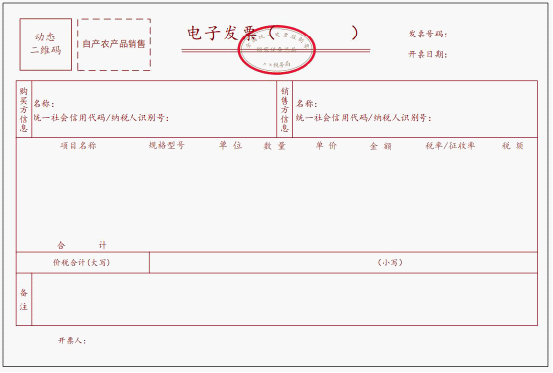 动态
二维码
自产农产品销售
电子发票（　　　）
发票号码：
开票日期：
税务局
购买方信息
名称：
统一社会信用代码/纳税人识别号：
销售方信息
名称：
统一社会信用代码/纳税人识别号：
项目名称 规格型号 单位 数量 单价 金额 税率/征收率 税额
合计
价税合计(大写) （小写）
备注
开票人：